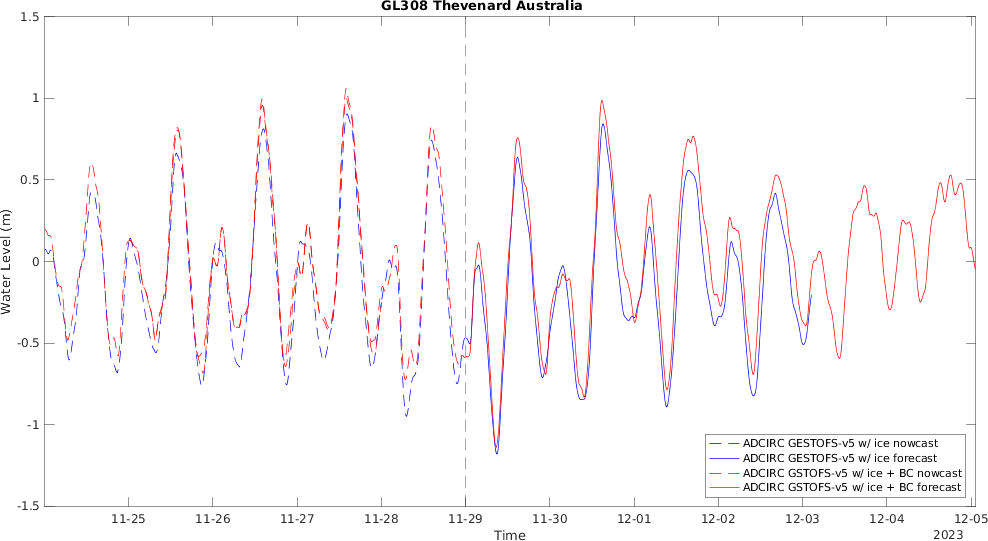 GL308 Thevenard Australia
1.5
1
0.5
0
-0.5
-1
-1.5
Water Level (m)
11-25
11-26
11-27
11-28
11-29
11-30
12-01
12-02
12-03
12-04
12-05
Time
2023
ADCIRC GESTOFS-v5 w/ ice nowcast
ADCIRC GESTOFS-v5 w/ ice forecast
ADCIRC GSTOFS-v5 w/ ice + BC nowcast
ADCIRC GSTOFS-v5 w/ ice + BC forecast